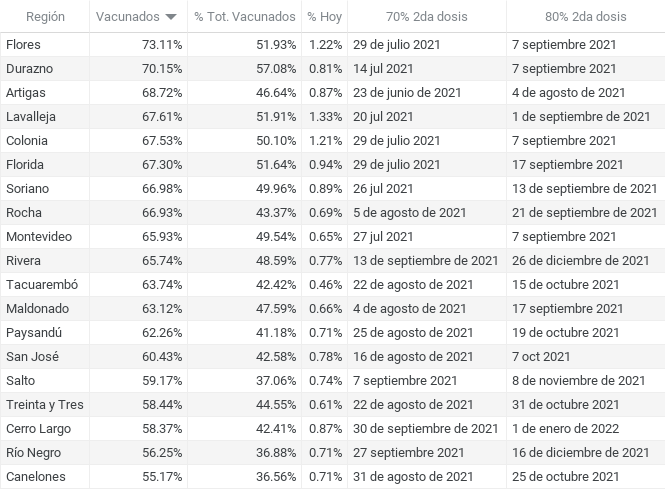 Región Vacunados % Tot. Vacunados % Hoy 70% 2da dosis 80% 2da dosis
Flores 73.11% 51.93% 1.22% 29 de julio 2021 7 septiembre 2021
Durazno 70.15% 57.08% 0.81% 14 jul 2021 7 septiembre 2021
Artigas 68.72% 46.64% 0.87% 23 de junio de 2021 4 de agosto de 2021
Lavalleja 67.61% 51.91% 1.33% 20 jul 2021 1 de septiembre de 2021
Colonia 67.53% 50.10% 1.21% 29 de julio 2021 7 septiembre 2021
Florida 67.30% 51.64% 0.94% 29 de julio 2021 17 septiembre 2021
Soriano 66.98% 49.96% 0.89% 26 jul 2021 13 de septiembre de 2021
Rocha 66.93% 43.37% 0.69% 5 de agosto de 2021 21 de septiembre de 2021
Montevideo 65.93% 49.54% 0.65% 27 jul 2021 7 septiembre 2021
Rivera 65.74% 48.59% 0.77% 13 de septiembre de 2021 26 de diciembre de 2021
Tacuarembó 63.74% 42.42% 0.46% 22 de agosto de 2021 15 de octubre 2021
Maldonado 63.12% 47.59% 0.66% 4 de agosto de 2021 17 septiembre 2021
Paysandú 62.26% 41.18% 0.71% 25 de agosto de 2021 19 de octubre 2021
San José 60.43% 42.58% 0.78% 16 de agosto de 2021 7 oct 2021
Salto 59.17% 37.06% 0.74% 7 septiembre 2021 8 de noviembre de 2021
Treinta y Tres 58.44% 44.55% 0.61% 22 de agosto de 2021 31 de octubre 2021
Cerro Largo 58.37% 42.41% 0.87% 30 de septiembre de 2021 1 de enero de 2022
Río Negro 56.25% 36.88% 0.71% 27 septiembre 2021 16 de diciembre de 2021
Canelones 55.17% 36.56% 0.71% 31 de agosto de 2021 25 de octubre 2021